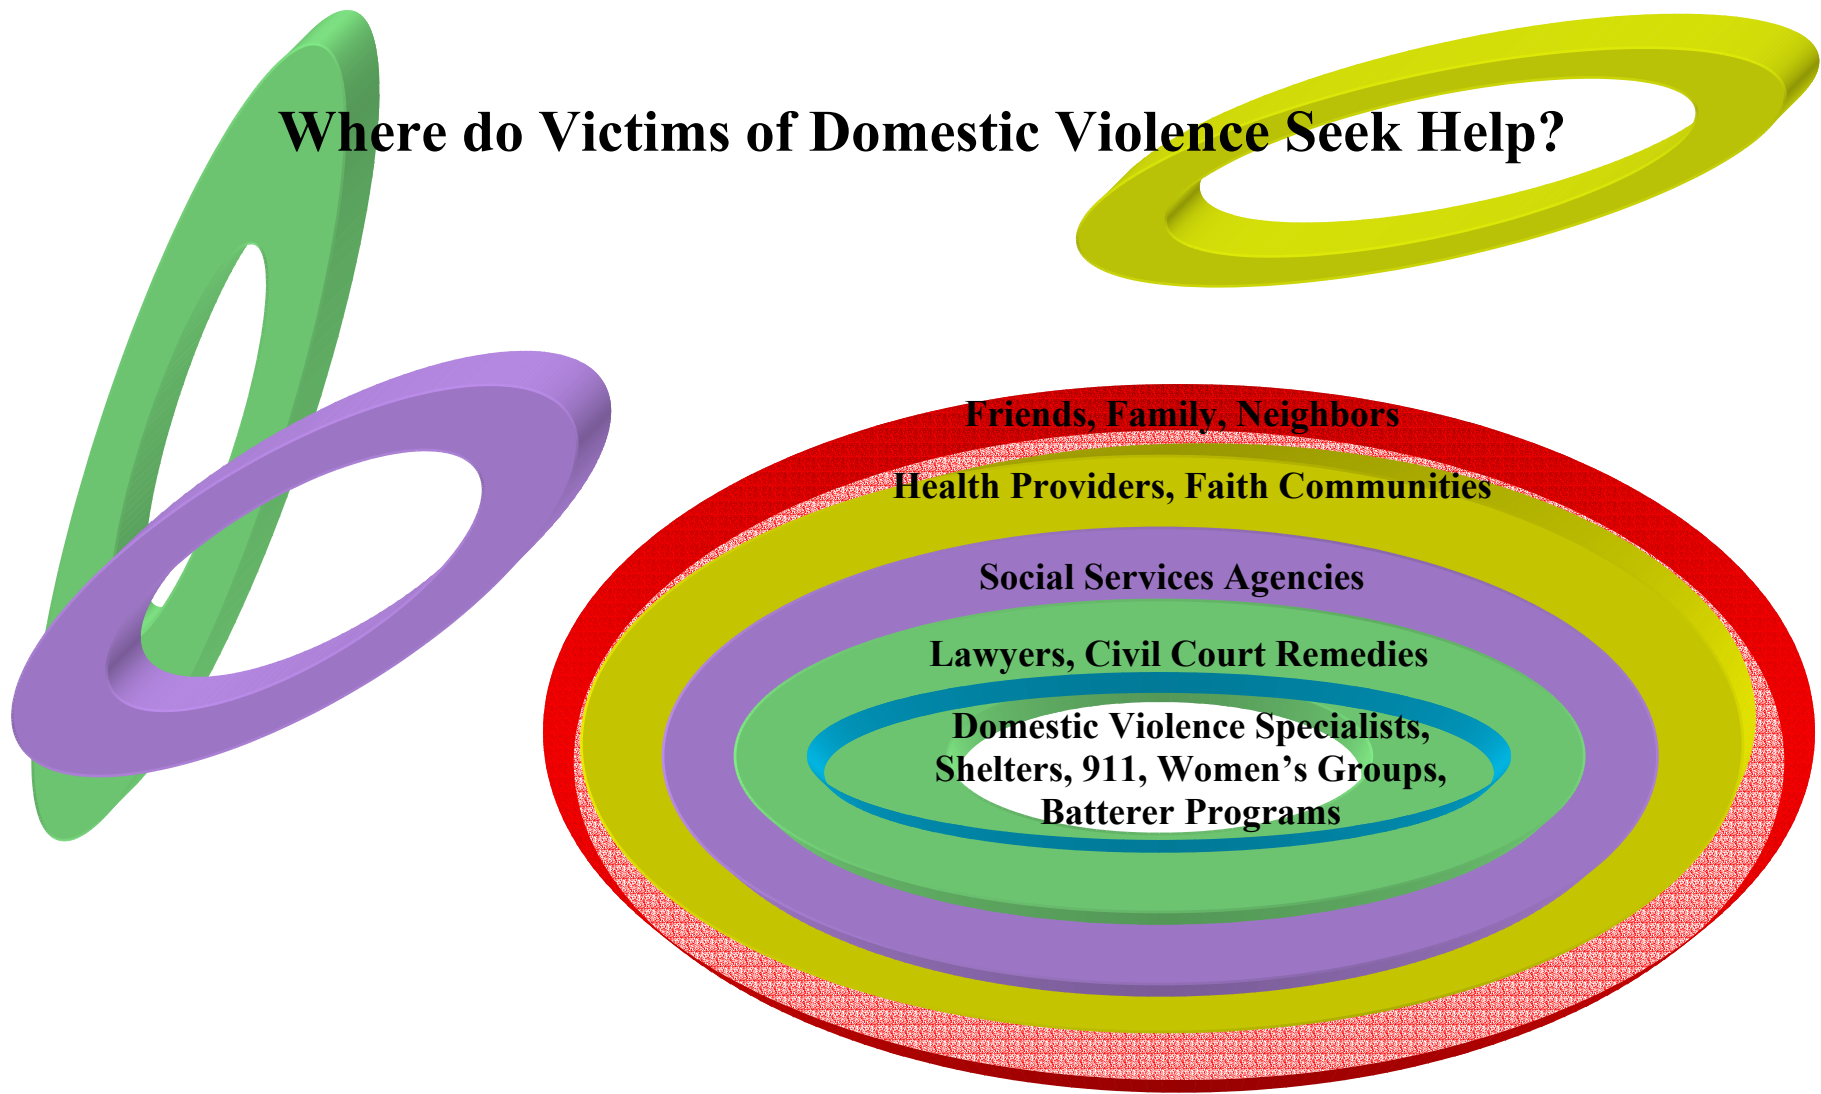 Where do Victims of Domestic Violence Seek Help?
Friends, Family, Neighbors
Health Providers, Faith Communities
Social Services Agencies
Lawyers, Civil Court Remedies
Domestic Violence Specialists,
Shelters, 911, Women’s Groups,
Batterer Programs